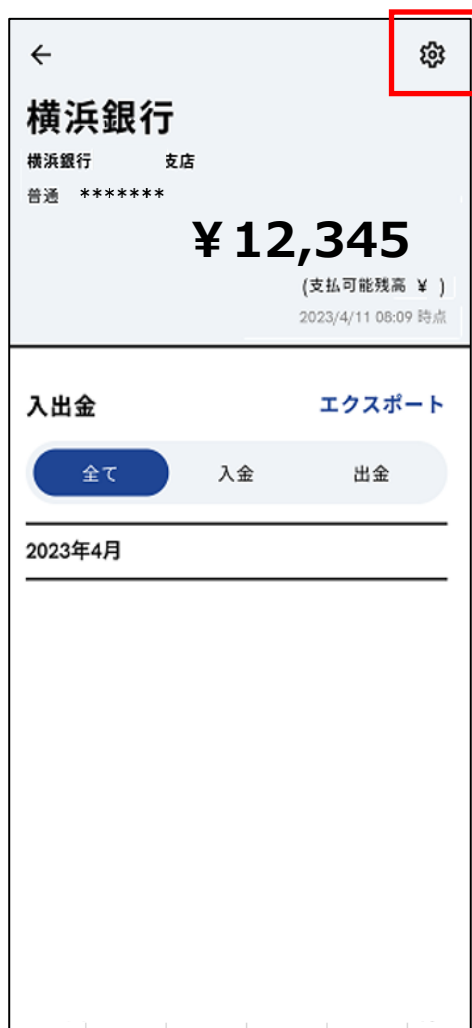 横浜銀行
横浜銀行 支店
普通 *******
¥12,345
(支払可能残高 ¥ )
2023/4/11 08:09 時点
入出金 エクスポート
全て 入金 出金
2023年4月